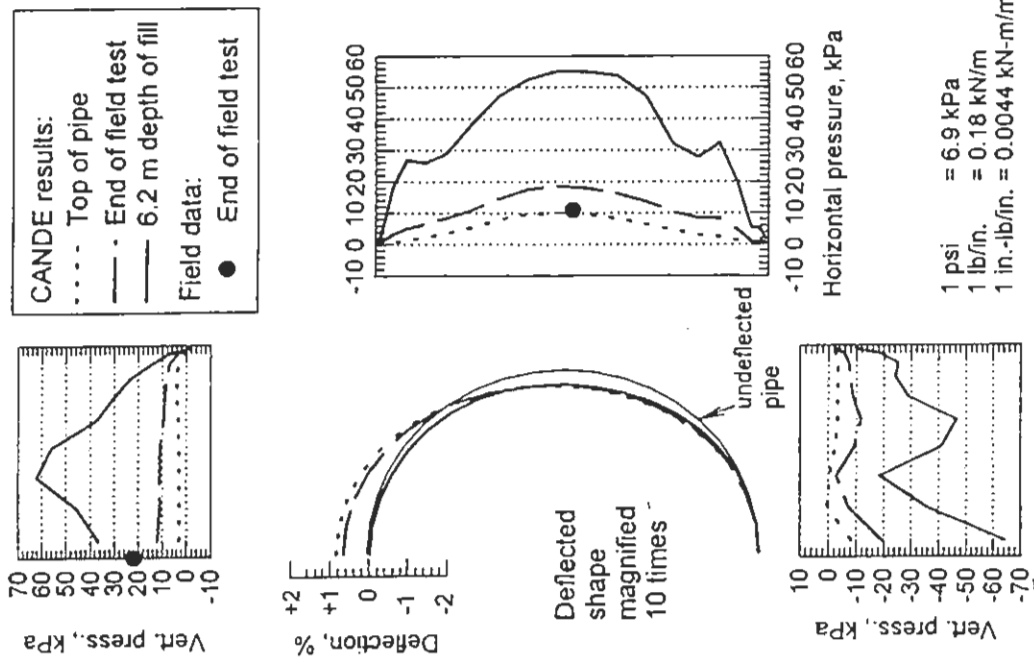 CANDE results:
Top of pipe
End of field test
6.2 m depth of fill
Field data:
End of field test
70
60
50
40
30
20
10
0
-10
Vert. press., kPa
+2
+1
0
-1
-2
Deflection, %
Deflected
shape
magnified
10 times
undeflected
pipe
-10 0 10 20 30 40 50 60
-10 0 10 20 30 40 50 60
Horizontal pressure, kPa
10
0
-10
-20
-30
-40
-50
-60
-70
Vert. press., kPa
1 psi = 6.9 kPa
1 lb/in. = 0.18 kN/m
1 in.-lb/in. = 0.0044 kN-m/m